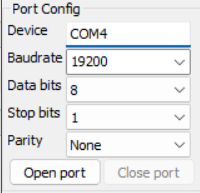 Port Config
Device COM4
Baudrate 19200
Data bits 8
Stop bits 1
Parity None
Open port Close port